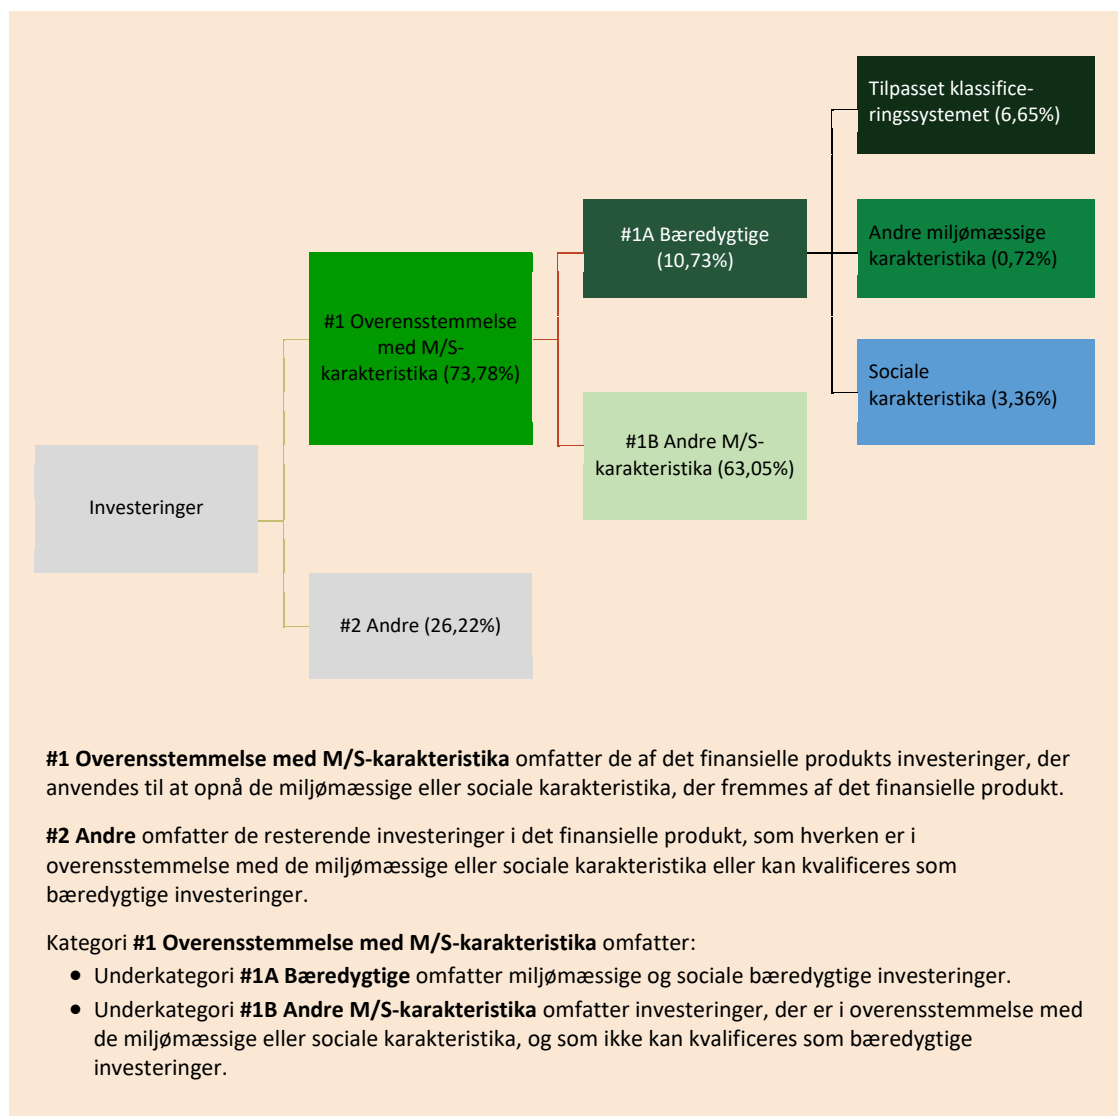 Tilpasset klassifice-
ringssystemet (6,65%)
#1A Bæredygtige
(10,73%)
Andre miljømæssige
karakteristika (0,72%)
#1 Overensstemmelse
med M/S-
karakteristika (73,78%)
Sociale
karakteristika (3,36%)
#1B Andre M/S-
karakteristika (63,05%)
Investeringer
#2 Andre (26,22%)
#1 Overensstemmelse med M/S-karakteristika omfatter de af det finansielle produkts investeringer, der
anvendes til at opnå de miljømæssige eller sociale karakteristika, der fremmes af det finansielle produkt.
#2 Andre omfatter de resterende investeringer i det finansielle produkt, som hverken er i
overensstemmelse med de miljømæssige eller sociale karakteristika eller kan kvalificeres som
bæredygtige investeringer.
Kategori #1 Overensstemmelse med M/S-karakteristika omfatter:
• Underkategori #1A Bæredygtige omfatter miljømæssige og sociale bæredygtige investeringer.
• Underkategori #1B Andre M/S-karakteristika omfatter investeringer, der er i overensstemmelse med
de miljømæssige eller sociale karakteristika, og som ikke kan kvalificeres som bæredygtige
investeringer.